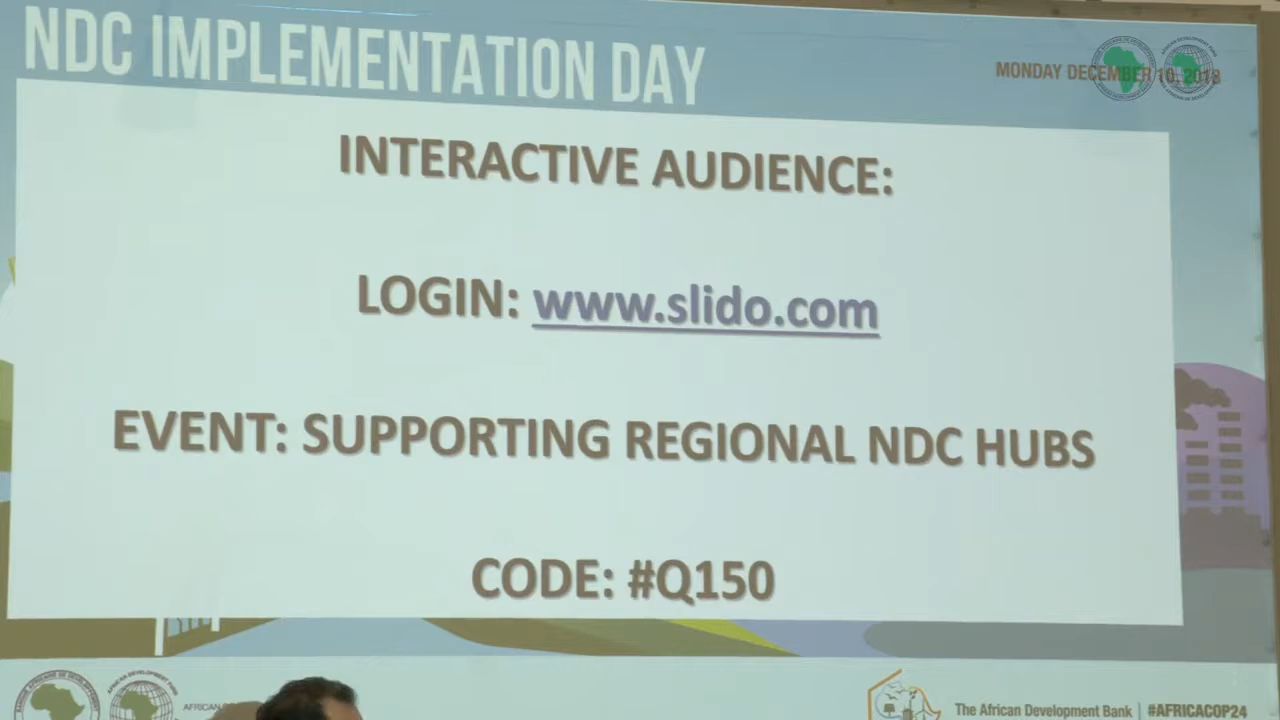 NDC IMPLEMENTATION DAY
MONDAY DECEMBER 10, 2018
INTERACTIVE AUDIENCE:
LOGIN: www.slido.com
EVENT: SUPPORTING REGIONAL NDC HUBS
CODE: #Q150
The African Development Bank | #AFRICACOP24